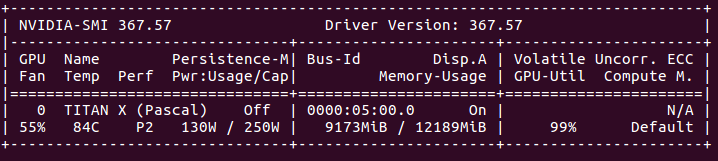 +-----------------------------------------------------------------------------+
| NVIDIA-SMI 367.57                 Driver Version: 367.57                    |
|-------------------------------+----------------------+----------------------+
| GPU  Name        Persistence-M| Bus-Id        Disp.A | Volatile Uncorr. ECC |
| Fan  Temp  Perf  Pwr:Usage/Cap|         Memory-Usage | GPU-Util  Compute M. |
|===============================+======================+======================|
|   0  TITAN X (Pascal)    Off  | 0000:05:00.0      On |                  N/A |
| 55%   84C    P2   130W / 250W |   9173MiB / 12189MiB |     99%      Default |
+-------------------------------+----------------------+----------------------+